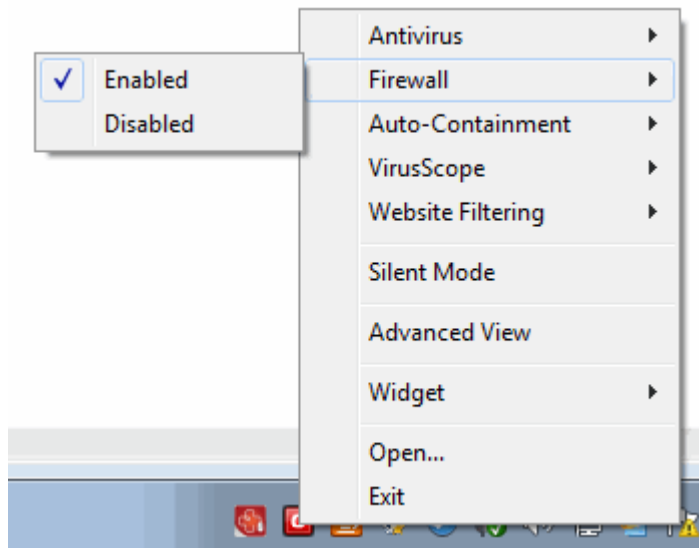 Antivirus
Firewall
Enabled
Disabled
Auto-Containment
VirusScope
Website Filtering
Silent Mode
Advanced View
Widget
Open...
Exit